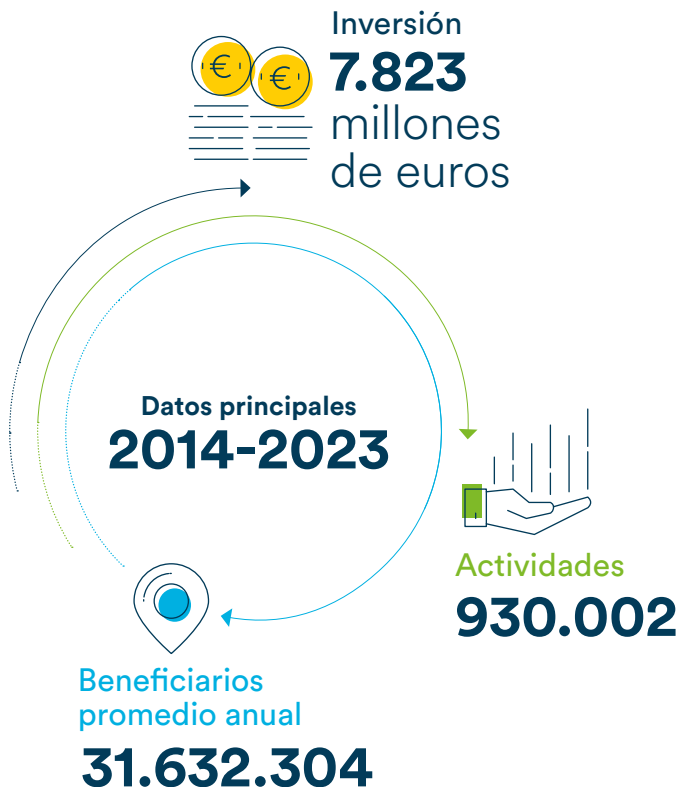 Inversión
7.823
millones
de euros
Datos principales
2014-2023
Actividades
930.002
Beneficiarios
promedio anual
31.632.304